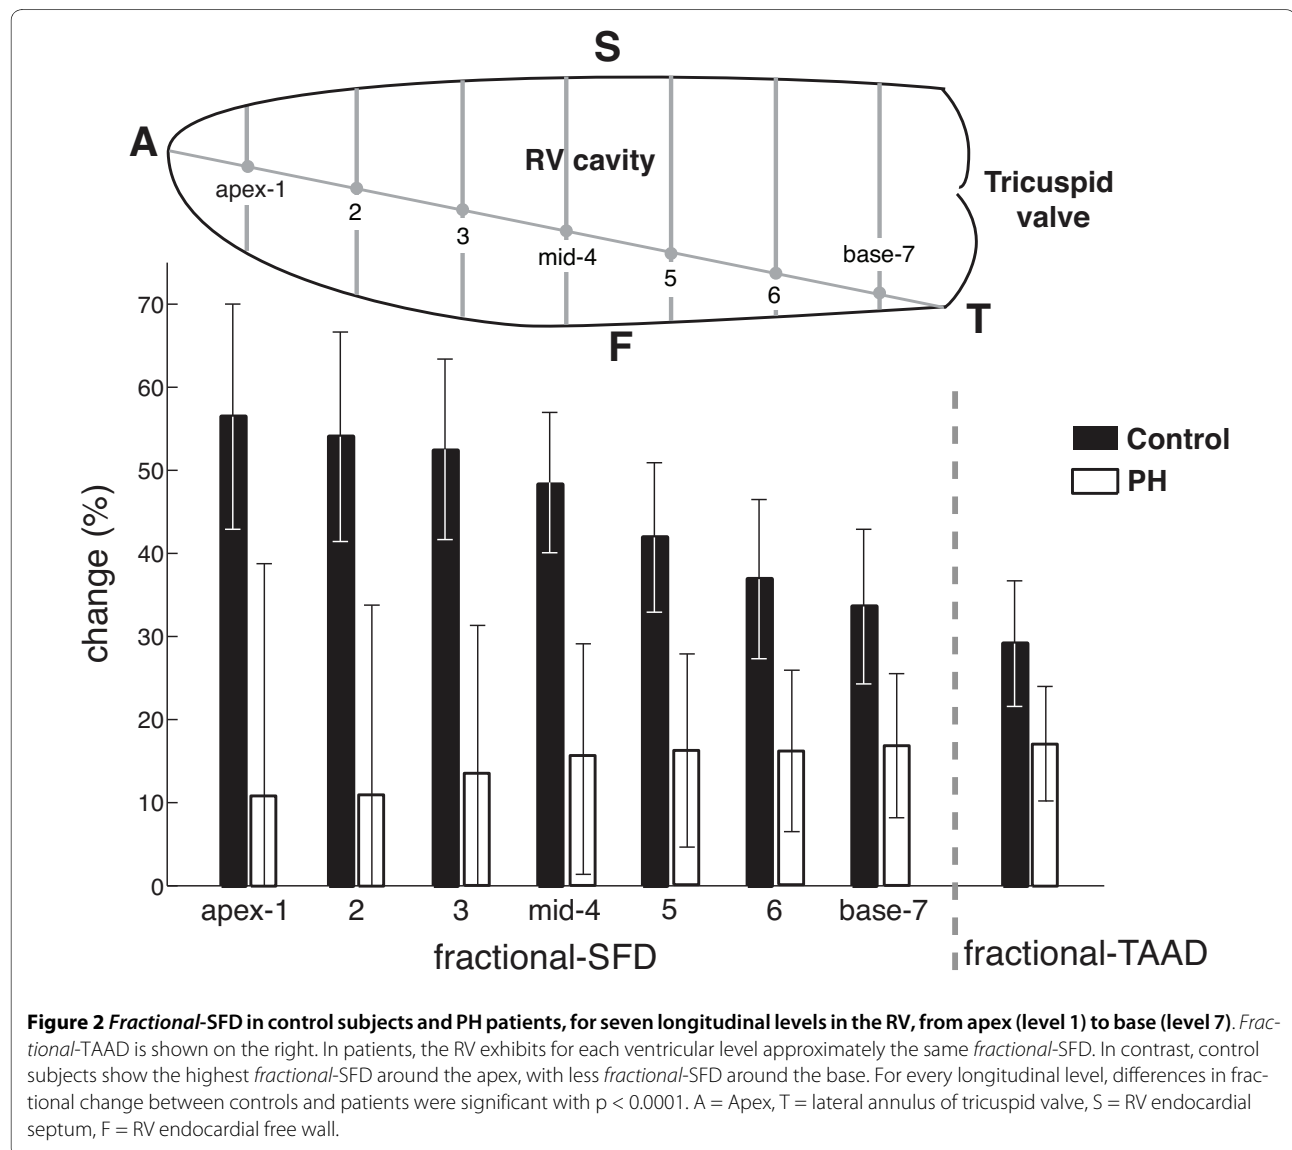 S
A
RV cavity
apex-1
2
3
mid-4
5
6
base-7
Tricuspid
valve
T
F
70
60
50
40
30
20
10
0
change (%)
Control
PH
apex-1 2 3 mid-4 5 6 base-7
fractional-SFD
fractional-TAAD
Figure 2 Fractional-SFD in control subjects and PH patients, for seven longitudinal levels in the RV, from apex (level 1) to base (level 7). Frac-
tional-TAAD is shown on the right. In patients, the RV exhibits for each ventricular level approximately the same fractional-SFD. In contrast, control
subjects show the highest fractional-SFD around the apex, with less fractional-SFD around the base. For every longitudinal level, differences in frac-
tional change between controls and patients were significant with p < 0.0001. A = Apex, T = lateral annulus of tricuspid valve, S = RV endocardial
septum, F = RV endocardial free wall.